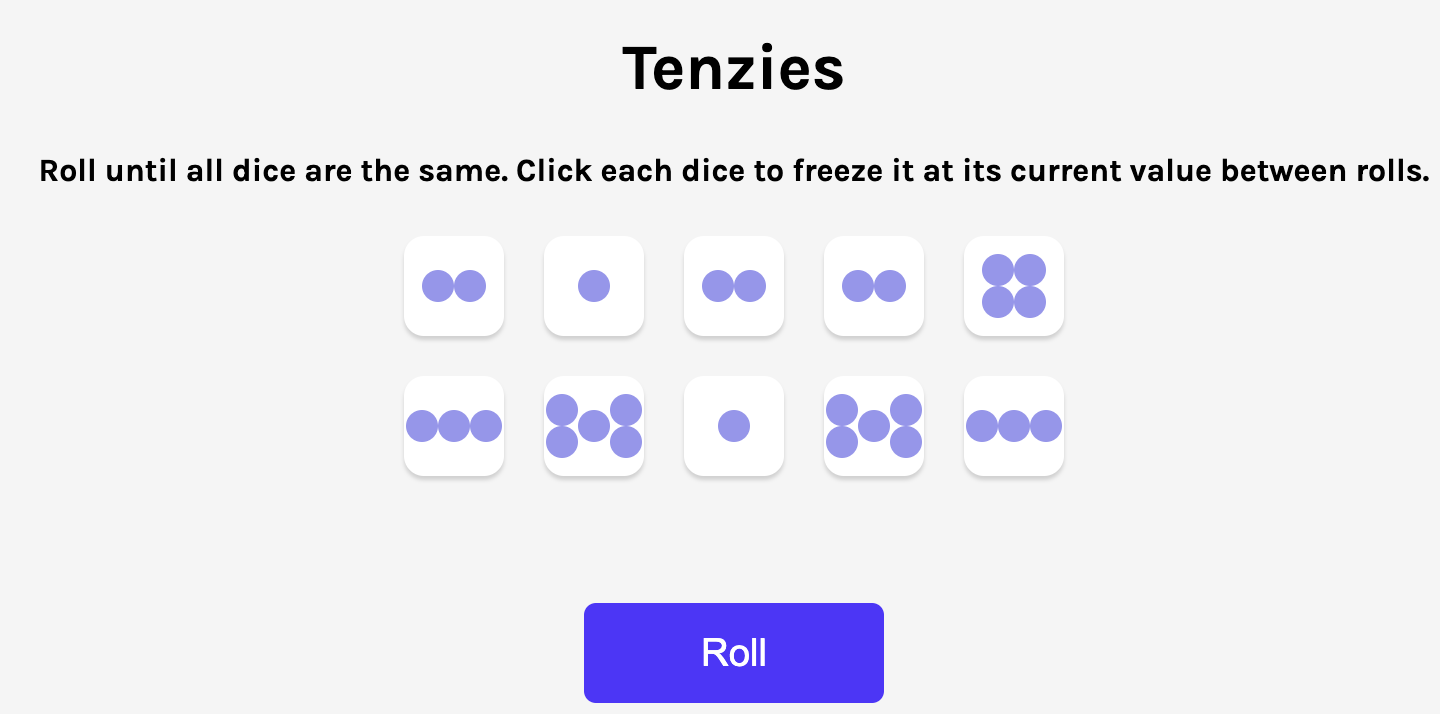 Tenzies
Roll until all dice are the same. Click each dice to freeze it at its current value between rolls.
Roll